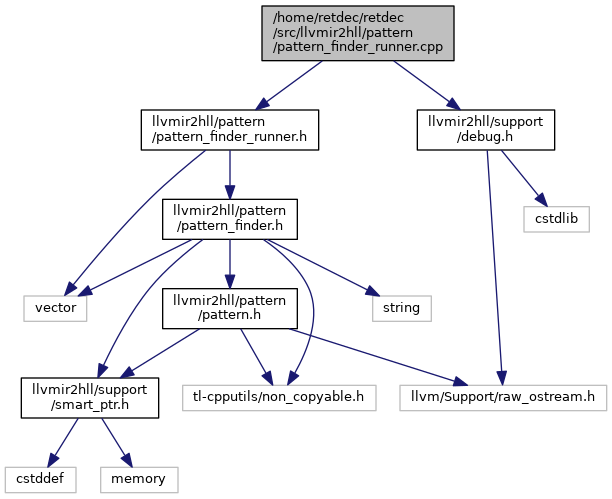 /home/retdec/retdec
/src/llvmir2hll/pattern
/pattern_finder_runner.cpp
llvmir2hll/pattern
/pattern_finder_runner.h
llvmir2hll/support
/debug.h
llvmir2hll/pattern
/pattern_finder.h
cstdlib
vector
llvmir2hll/pattern
/pattern.h
string
llvmir2hll/support
/smart_ptr.h
tl-cpputils/non_copyable.h
llvm/Support/raw_ostream.h
cstddef
memory